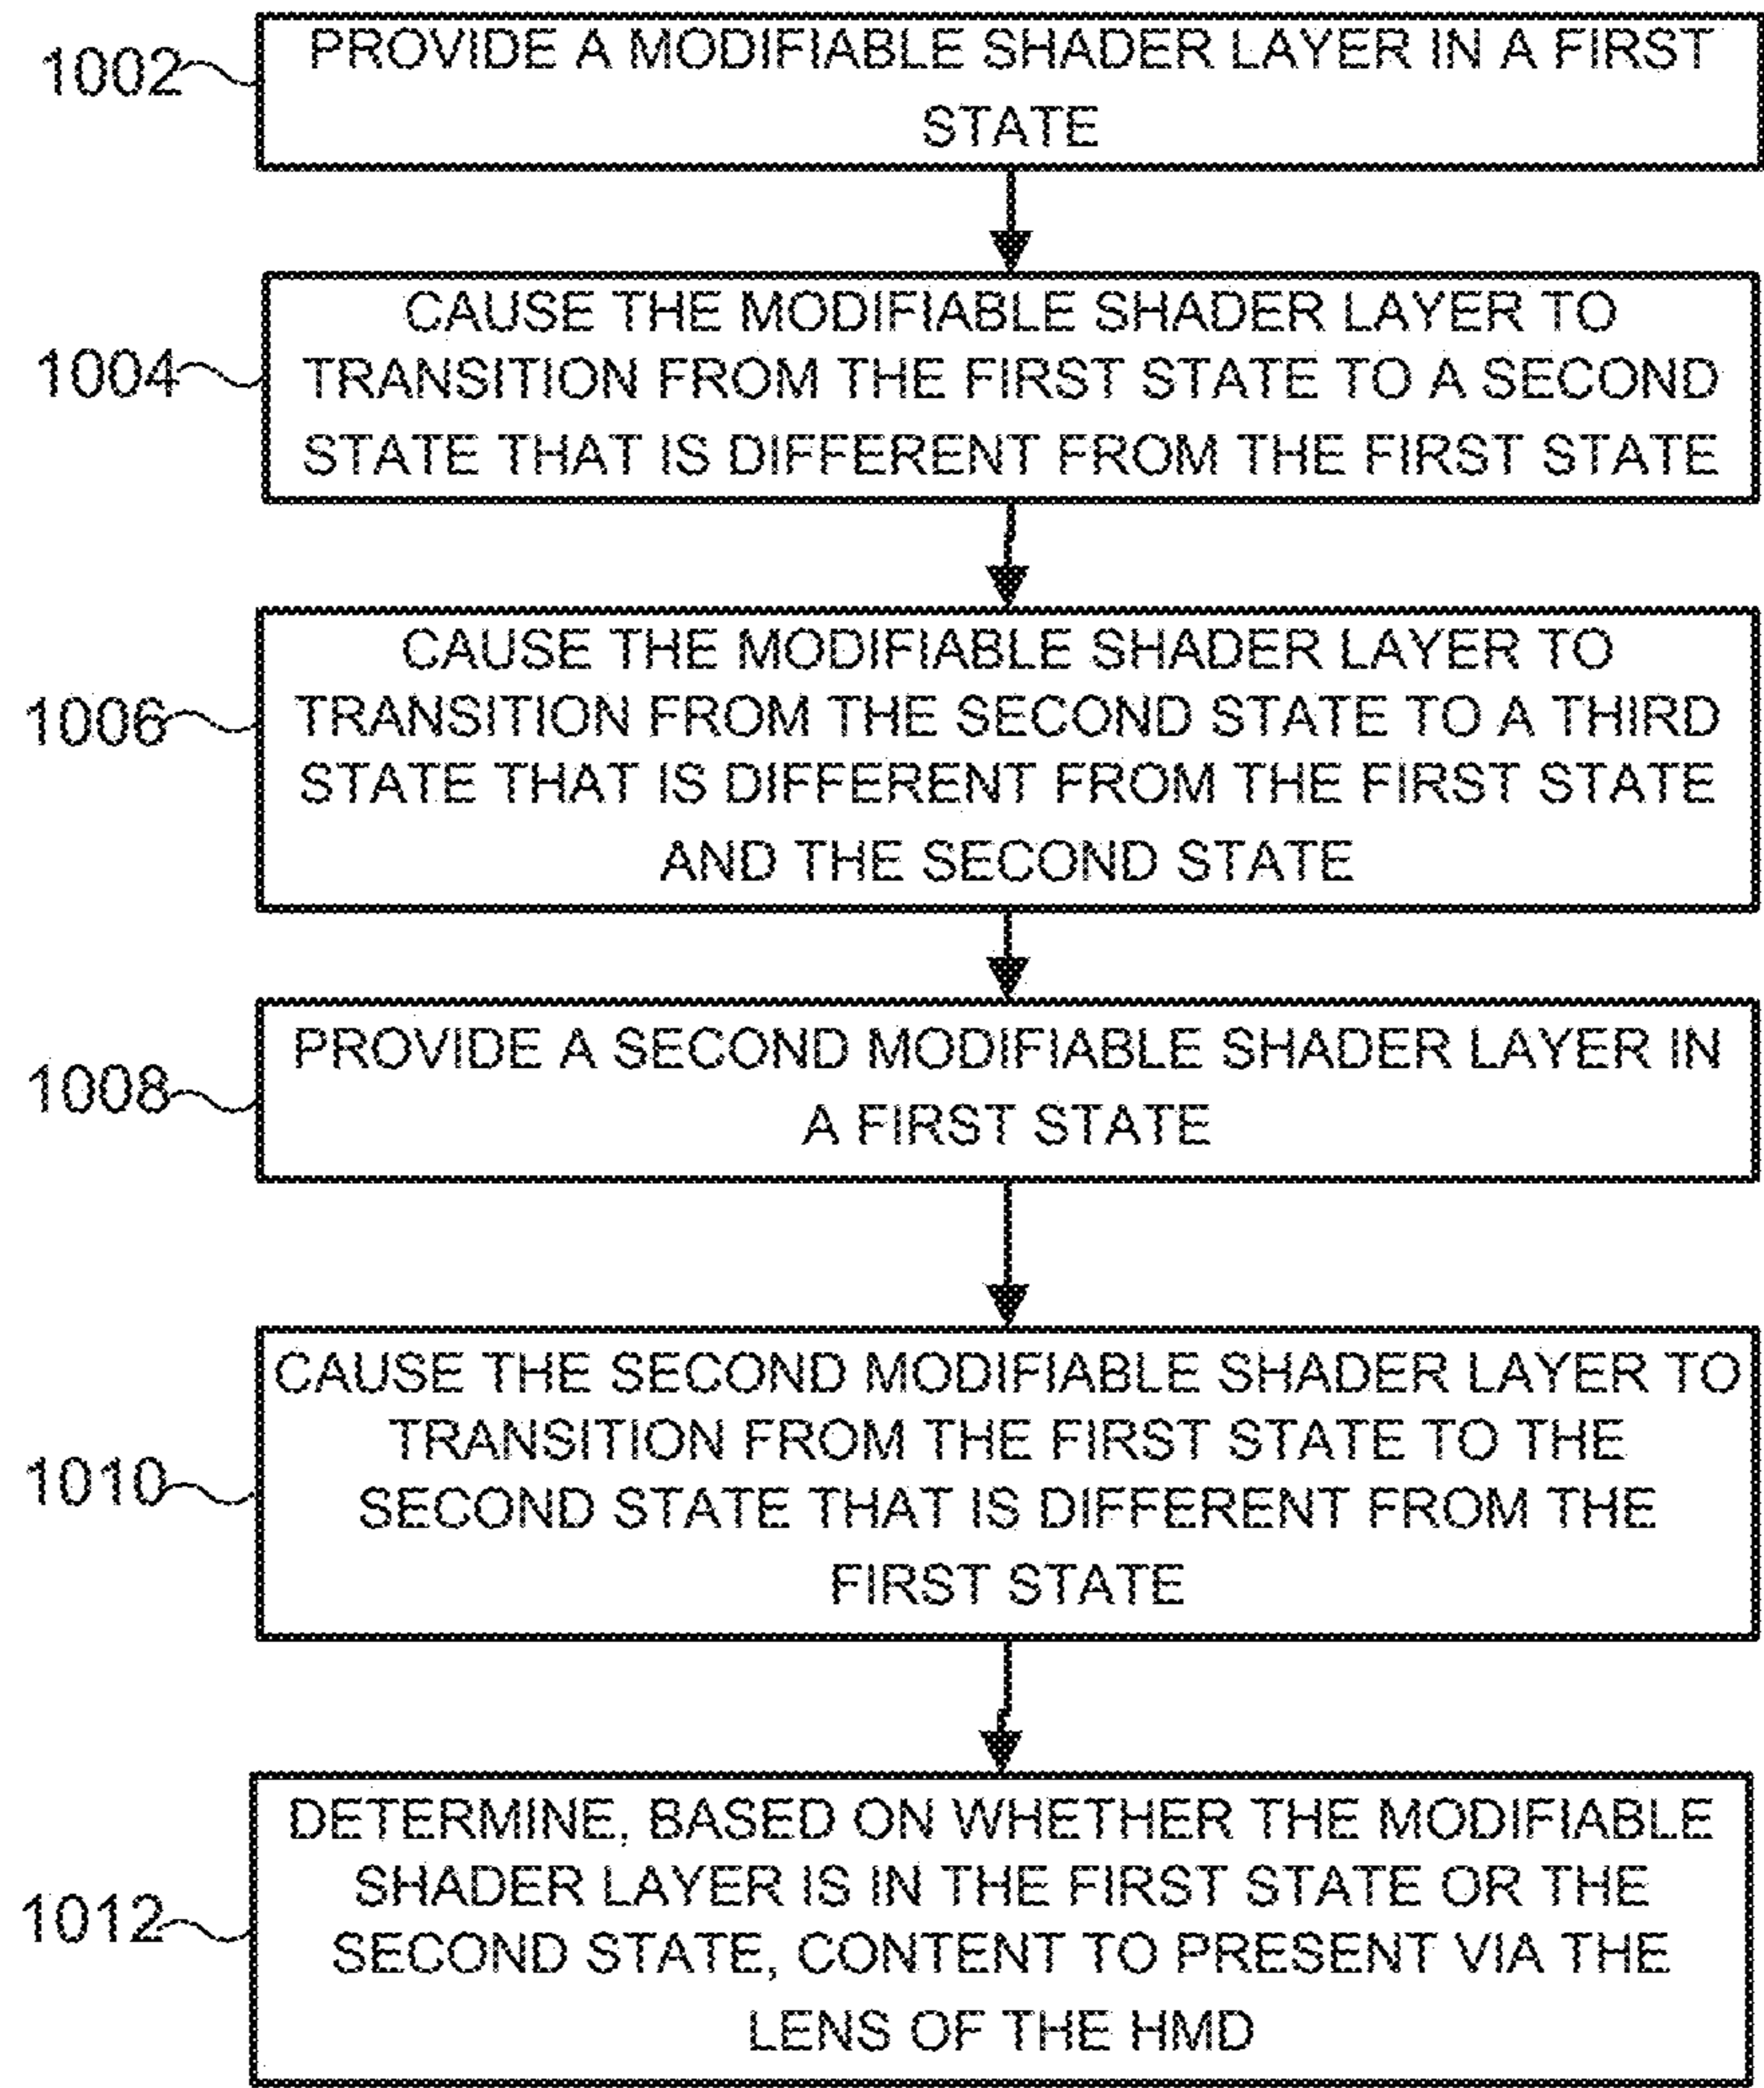 1002
PROVIDE A MODIFIABLE SHADER LAYER IN A FIRST
STATE
1004
CAUSE THE MODIFIABLE SHADER LAYER TO
TRANSITION FROM THE FIRST STATE TO A SECOND
STATE THAT IS DIFFERENT FROM THE FIRST STATE
1006
CAUSE THE MODIFIABLE SHADER LAYER TO
TRANSITION FROM THE SECOND STATE TO A THIRD
STATE THAT IS DIFFERENT FROM THE FIRST STATE
AND THE SECOND STATE
1008
PROVIDE A SECOND MODIFIABLE SHADER LAYER IN
A FIRST STATE
1010
CAUSE THE SECOND MODIFIABLE SHADER LAYER TO
TRANSITION FROM THE FIRST STATE TO THE
SECOND STATE THAT IS DIFFERENT FROM THE
FIRST STATE
1012
DETERMINE, BASED ON WHETHER THE MODIFIABLE
SHADER LAYER IS IN THE FIRST STATE OR THE
SECOND STATE, CONTENT TO PRESENT VIA THE
LENS OF THE HMD